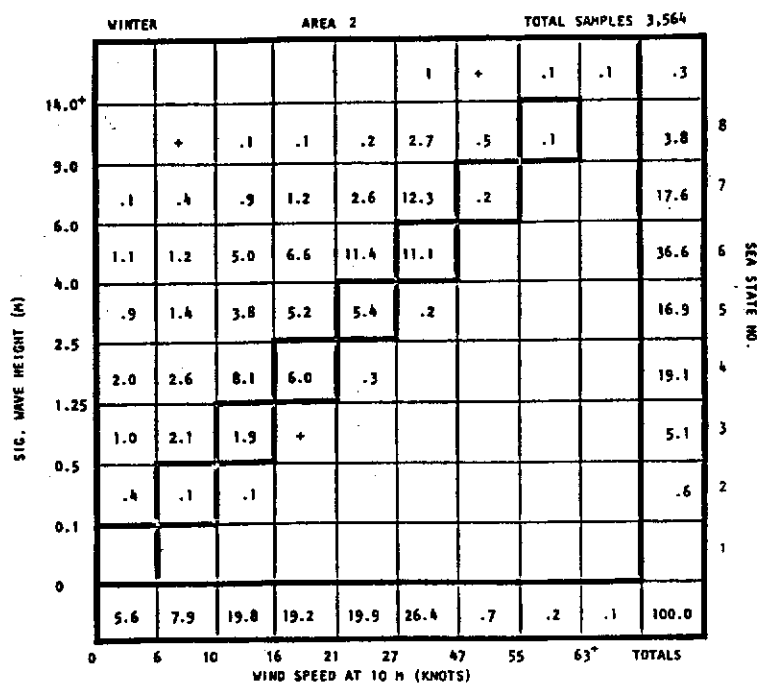 WINTER AREA 2 TOTAL SAMPLES 3,564
1 + .1 .1 .3
14.0+
+ .1 .1 .2 2.7 .5 .1 3.8 8
9.0
.1 .4 .9 1.2 2.6 12.3 .2 17.6 7
6.0
1.1 1.2 5.0 6.6 11.4 11.1 36.6 6
4.0
.9 1.4 3.8 5.2 5.4 .2 16.9 5
2.5
2.0 2.6 8.1 6.0 .3 19.1 4
1.25
1.0 2.1 1.9 + 5.1 3
0.5
.4 .1 .1 .6 2
0.1
1
0
5.6 7.9 19.8 19.2 19.9 26.4 .7 .2 .1 100.0
0 6 10 16 21 27 47 55 63+ TOTALS
WIND SPEED AT 10 M (KNOTS)
SIG. WAVE HEIGHT (M)
SEA STATE NO.